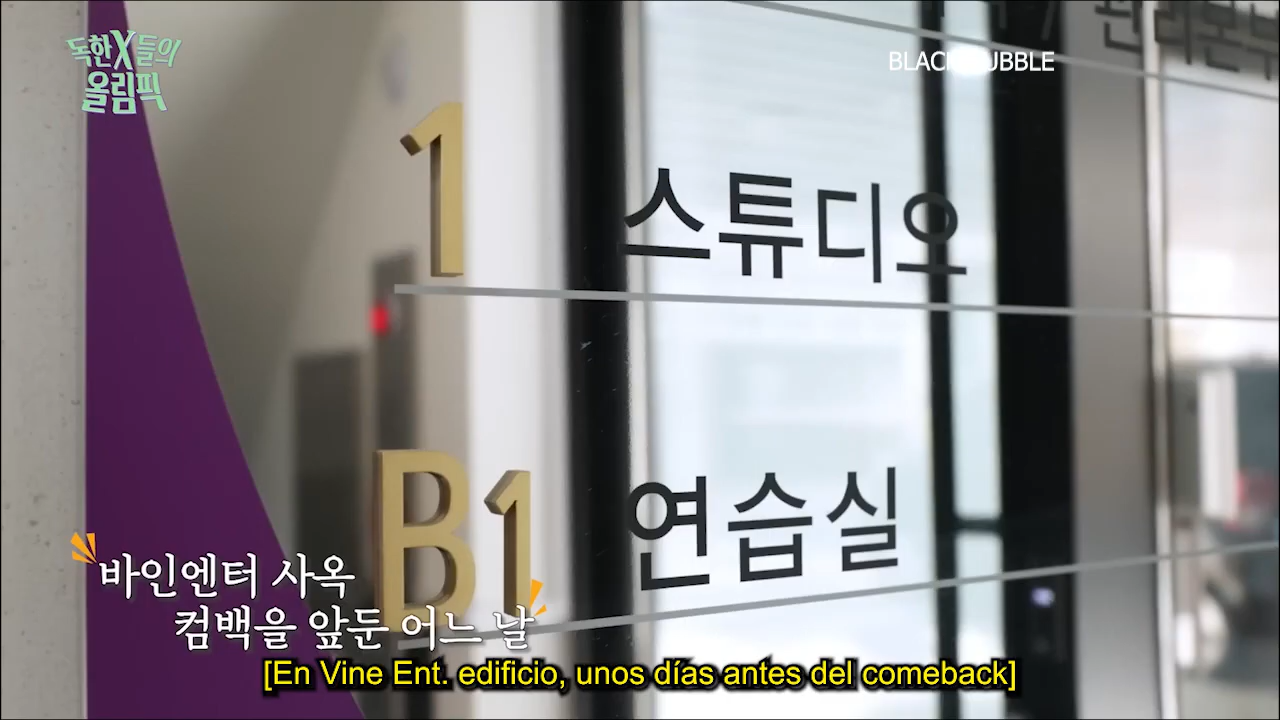 독한X들의
올림픽
1 스튜디오
B1 연습실
바인엔터 사옥
컴백을 앞둔 어느 날
[En Vine Ent. edificio, unos días antes del comeback]